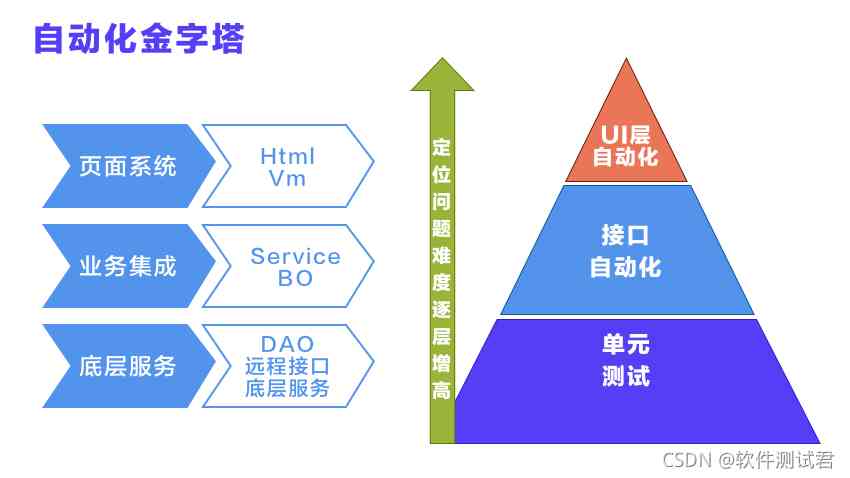 自动化金字塔
页面系统
Html
Vm
业务集成
Service
BO
底层服务
DAO
远程接口
底层服务
定位问题难度逐层增高
UI层
自动化
接口
自动化
单元
测试
CSDN @软件测试君